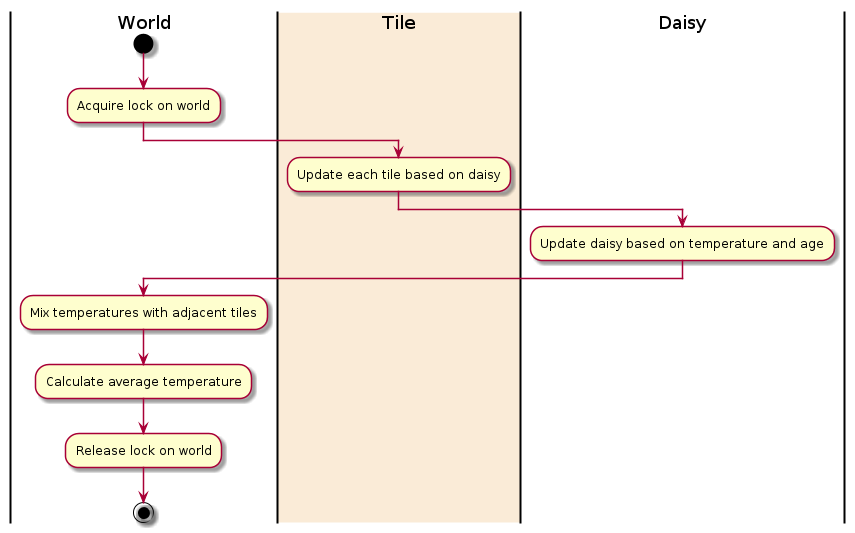 World
Tile
Daisy
Acquire lock on world
Update each tile based on daisy
Update daisy based on temperature and age
Mix temperatures with adjacent tiles
Calculate average temperature
Release lock on world